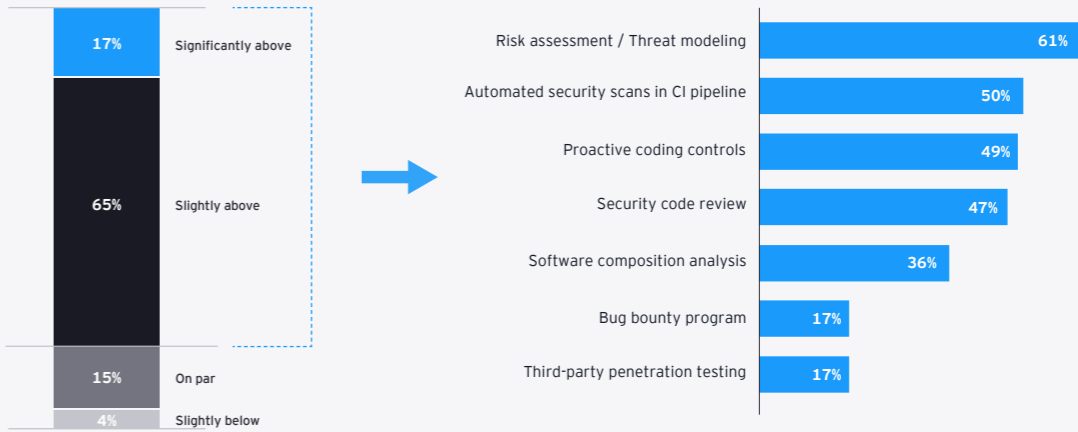 17%
Significantly above
65%
Slightly above
15%
On par
4%
Slightly below
Risk assessment / Threat modeling
61%
Automated security scans in CI pipeline
50%
Proactive coding controls
49%
Security code review
47%
Software composition analysis
36%
Bug bounty program
17%
Third-party penetration testing
17%